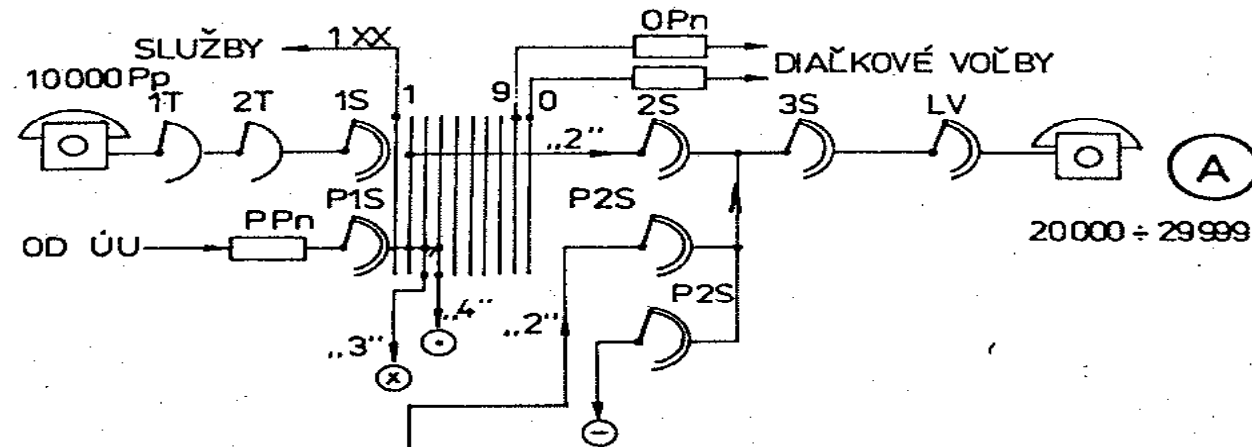 OPn
SLUŽBY 1XX
DIAĽKOVÉ VOĽBY
10000Pp
1T 2T 1S 1 9 0 2S 3S LV
„2“
A
P1S P2S
PPn
OD ÚU
20000 ÷ 29999
P2S
„4“
„2“
„3“